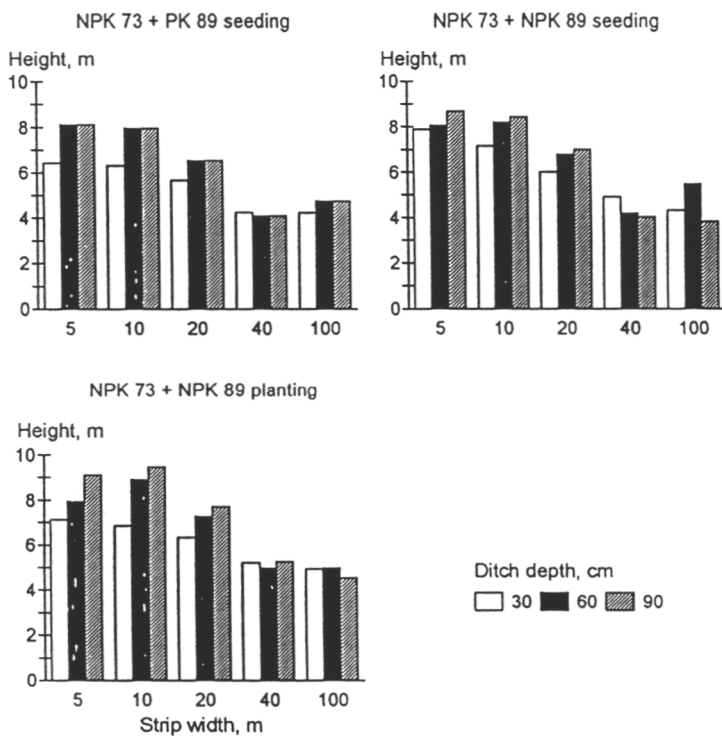 NPK 73 + PK 89 seeding
Height, m
10
8
6
4
2
0
5 10 20 40 100
NPK 73 + NPK 89 seeding
Height, m
10
8
6
4
2
0
5 10 20 40 100
NPK 73 + NPK 89 planting
Height, m
10
8
6
4
2
0
5 10 20 40 100
Strip width, m
Ditch depth, cm
30 60 90